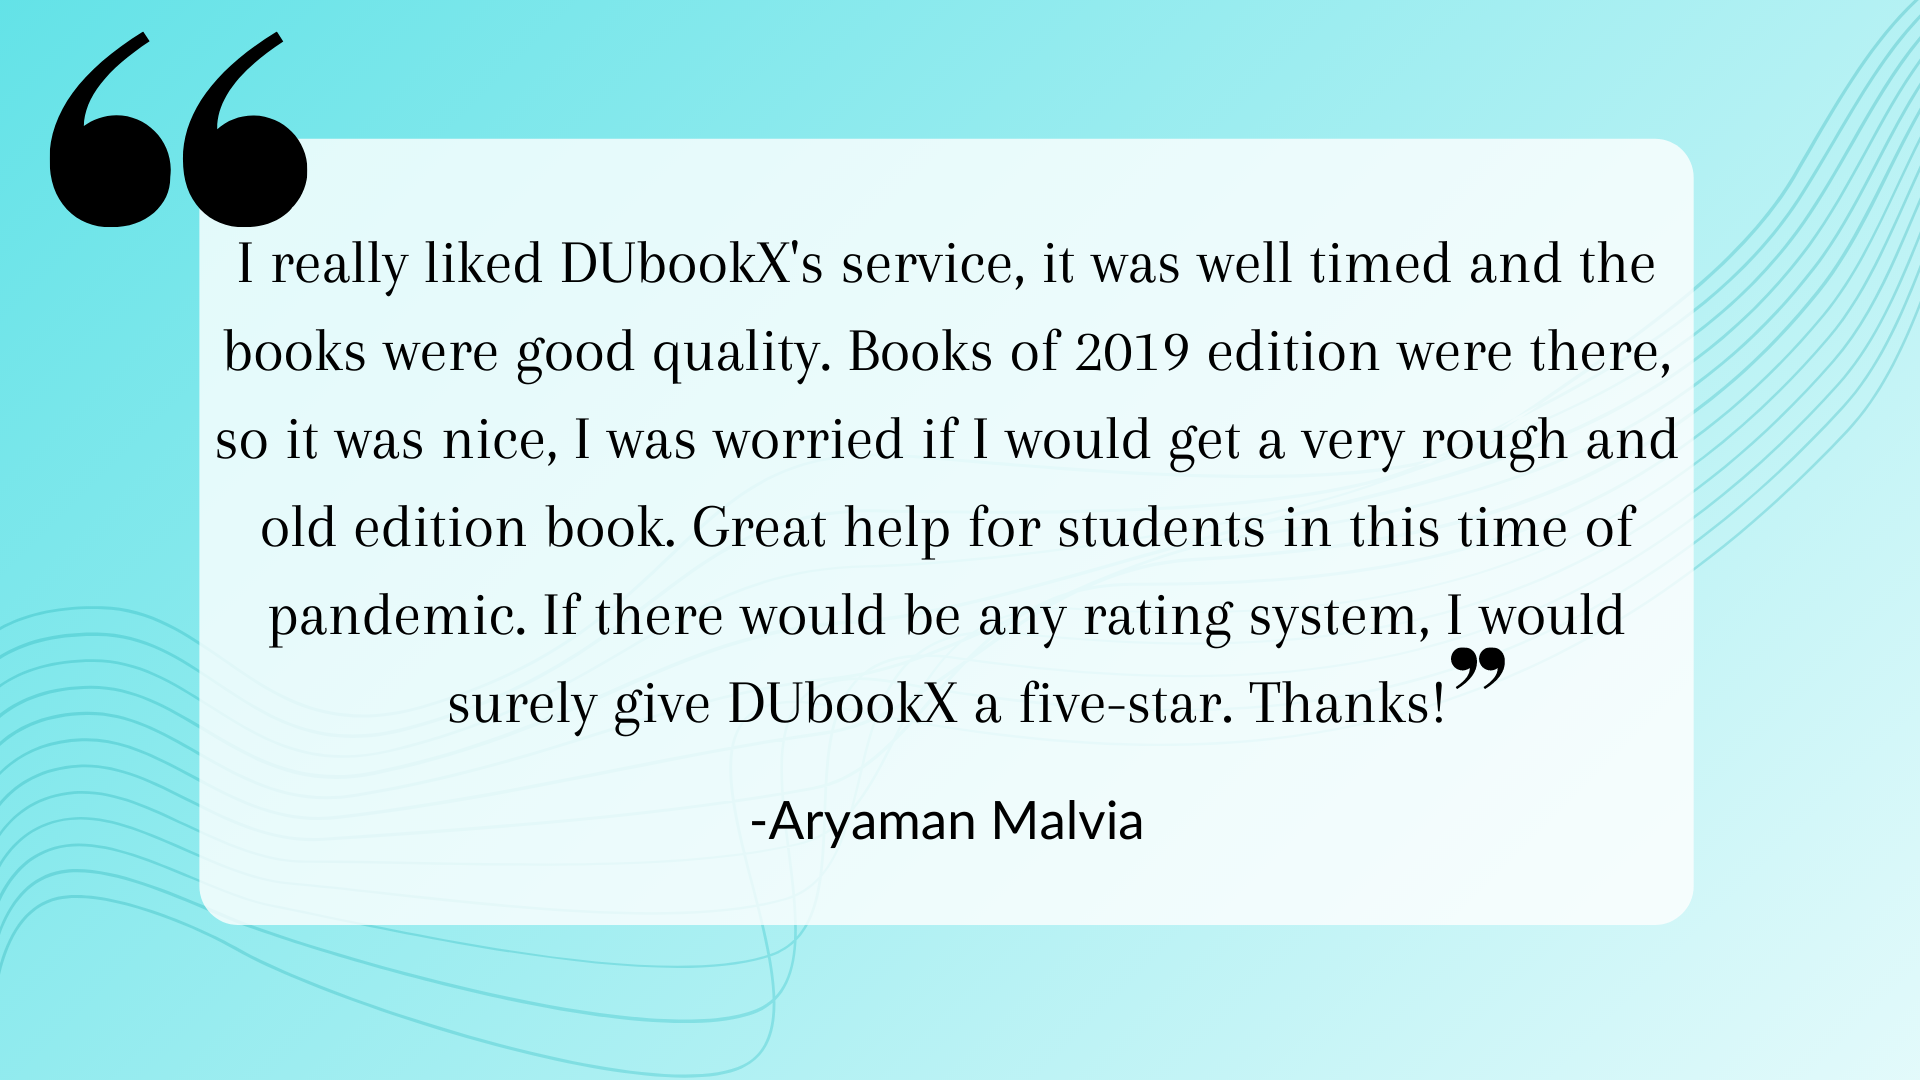 “
I really liked DUbookX's service, it was well timed and the
books were good quality. Books of 2019 edition were there,
so it was nice, I was worried if I would get a very rough and
old edition book. Great help for students in this time of
pandemic. If there would be any rating system, I would
surely give DUbookX a five-star. Thanks!”
-Aryaman Malvia